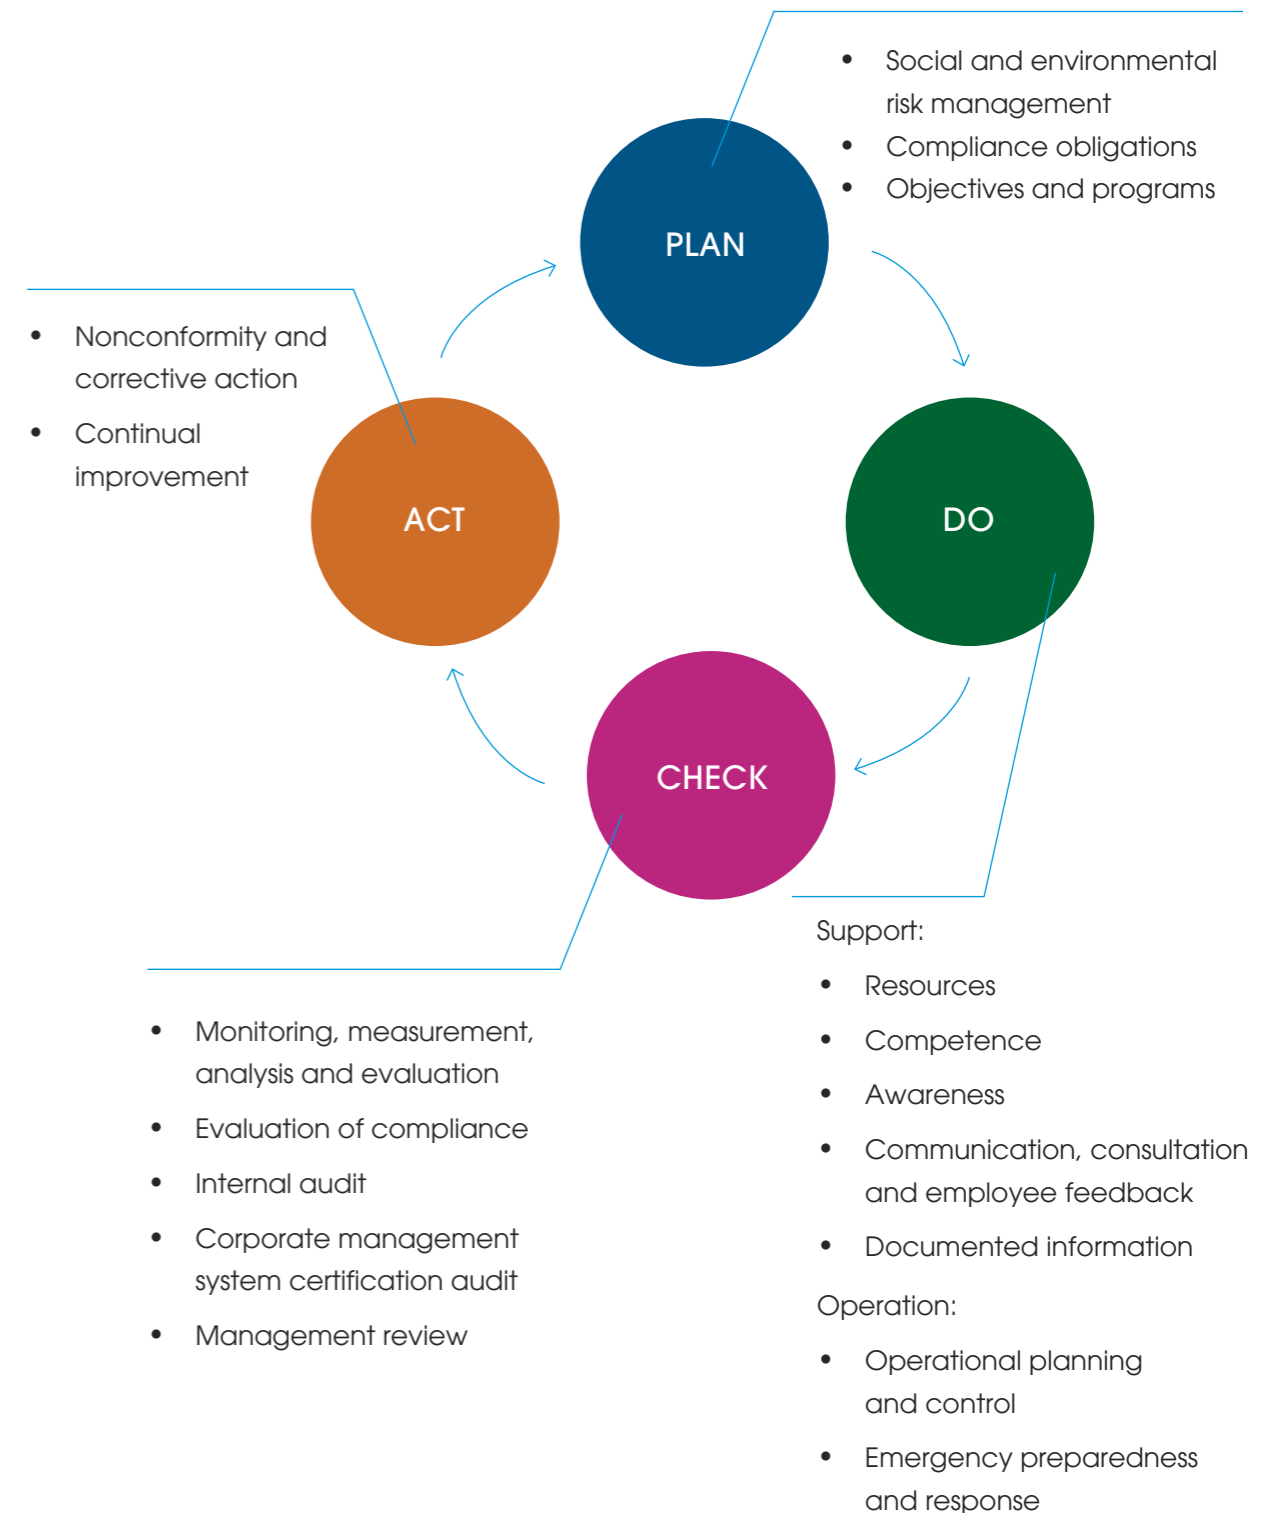 • Social and environmental
risk management
• Compliance obligations
• Objectives and programs
PLAN
• Nonconformity and
corrective action
• Continual
improvement
ACT
DO
CHECK
Support:
• Resources
• Competence
• Awareness
• Communication, consultation
and employee feedback
• Documented information
Operation:
• Operational planning
and control
• Emergency preparedness
and response
• Monitoring, measurement,
analysis and evaluation
• Evaluation of compliance
• Internal audit
• Corporate management
system certification audit
• Management review